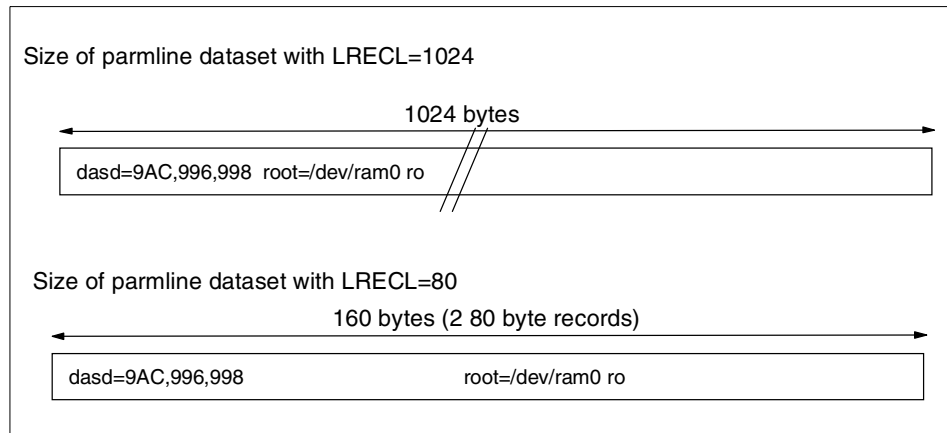 Size of parmline dataset with LRECL=1024
1024 bytes
dasd=9AC,996,998  root=/dev/ram0 ro
Size of parmline dataset with LRECL=80
160 bytes (2 80 byte records)
dasd=9AC,996,998 root=/dev/ram0 ro